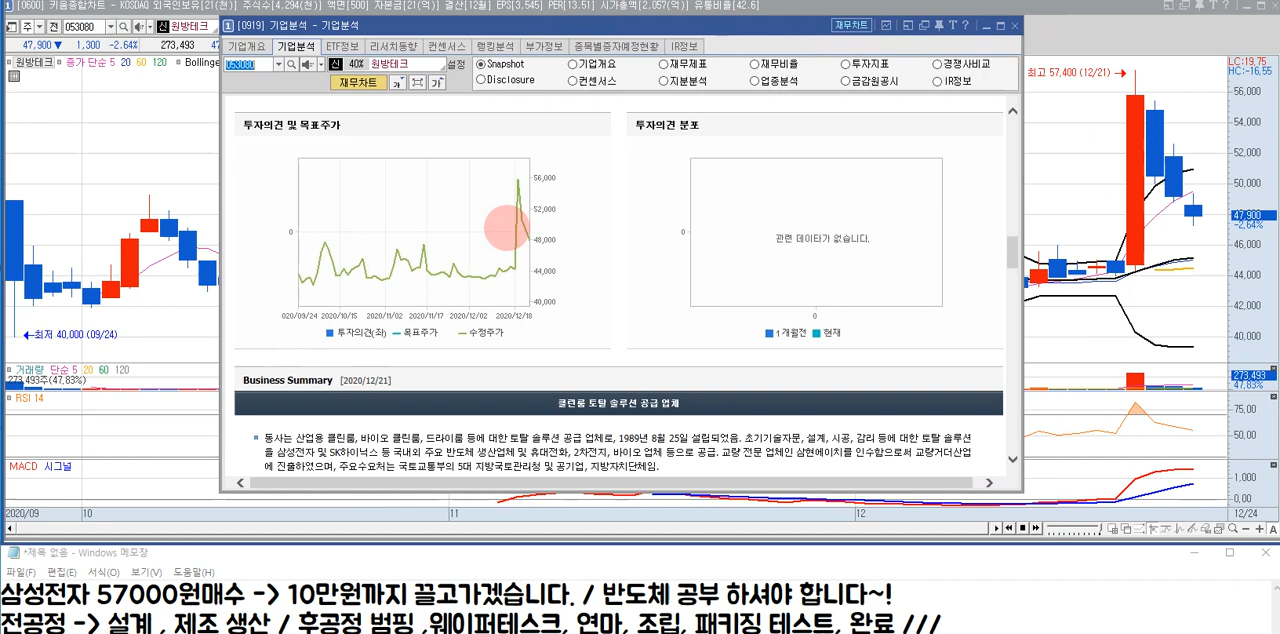 [0600] 키움종합차트 - KOSDAQ 외국인보유[21(천)] 주식수[4,294(천)] 액면[500] 자본금[21(억)] 결산[12월] EPS[3,545] PER[13.51] 시가총액[2,057(억)] 유통비율[42.6]
주 전 053080 신 원방테크
47,900▼ 1,300 -2.64% 273,493
원방테크 종가 단순 5 20 60 120 Bollinge
최저 40,000 (09/24)
거래량 단순 5 20 60 120
273,493주(47,83%)
RSI 14
MACD 시그널
2020/09 10 11 12 12/24
1 [0919] 기업분석 - 기업분석 재무차트
기업개요 기업분석 ETF정보 리서치동향 컨센서스 랭킹분석 부가정보 종목별증자예정현황 IR정보
053080 신 40% 원방테크 설정
재무차트 가 가
Snapshot 기업개요 재무제표 재무비율 투자지표 경쟁사비교
Disclosure 컨센서스 지분분석 업종분석 금감원공시 IR정보
투자의견 및 목표주가
56,000
52,000
0 48,000
44,000
40,000
020/09/24 2020/10/15 2020/11/02 2020/11/17 2020/12/02 2020/12/18
투자의견(좌) 목표주가 수정주가
투자의견 분포
0
관련 데이타가 없습니다.
0
1개월전 현재
Business Summary [2020/12/21]
클린룸 토탈 솔루션 공급 업체
동사는 산업용 클린룸, 바이오 클린룸, 드라이룸 등에 대한 토탈 솔루션 공급 업체로, 1989년 8월 25일 설립되었음. 초기기술자문, 설계, 시공, 감리 등에 대한 토탈 솔루션
을 삼성전자 및 SK하이닉스 등 국내외 주요 반도체 생산업체 및 휴대전화, 2차전지, 바이오 업체 등으로 공급. 교량 전문 업체인 삼현에이치를 인수함으로써 교량거더산업
에 진출하였으며, 주요수요처는 국토교통부의 5대 지방국토관리청 및 공기업, 지방자치단체임.
최고 57,400 (12/21)
LC:19,75
HC:-16,55
56,000
54,000
52,000
50,000
47,900
-2.64%
46,000
44,000
42,000
40,000
273,493
47,83%
75,00
50,00
1,000
0,00
*제목 없음 - Windows 메모장
파일(F) 편집(E) 서식(O) 보기(V) 도움말(H)
삼성전자 57000원매수 -> 10만원까지 끌고가겠습니다. / 반도체 공부 하셔야 합니다~!
전공정 -> 설계 , 제조 생산 / 후공정 범핑 ,웨이퍼테스크, 연마, 조립, 패키징 테스트, 완료 ///